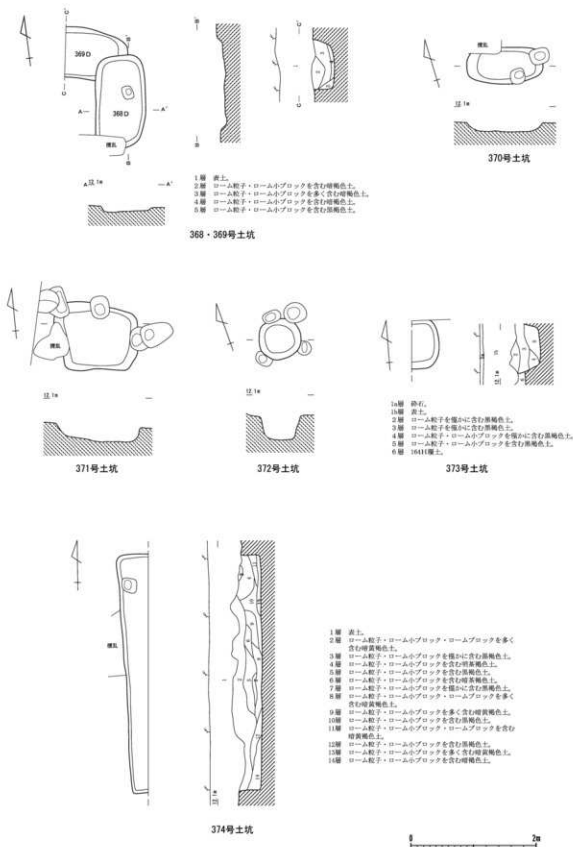 369D
368D
C
C
B
B
A
A'
撹乱
A 12.1m A'
1層 表土。
2層 ローム粒子・ローム小ブロックを含む暗褐色土。
3層 ローム粒子・ローム小ブロックを多く含む暗褐色土。
4層 ローム粒子・ローム小ブロックを含む暗褐色土。
5層 ローム粒子・ローム小ブロックを含む黒褐色土。
368・369号土坑
撹乱
12.1m
370号土坑
撹乱
12.1m
371号土坑
12.1m
372号土坑
12.1m
1a層 砕石。
1b層 表土。
2層 ローム粒子を僅かに含む黒褐色土。
3層 ローム粒子を僅かに含む黒褐色土。
4層 ローム粒子・ローム小ブロックを僅かに含む黒褐色土。
5層 ローム粒子・ローム小ブロックを含む黒褐色土。
6層 164H覆土。
373号土坑
撹乱
12.1m
374号土坑
1層 表土。
2層 ローム粒子・ローム小ブロック・ロームブロックを多く
含む暗黄褐色土。
3層 ローム粒子・ローム小ブロックを僅かに含む黒褐色土。
4層 ローム粒子・ローム小ブロックを含む明茶褐色土。
5層 ローム粒子・ローム小ブロックを含む黒褐色土。
6層 ローム粒子・ローム小ブロックを含む暗茶褐色土。
7層 ローム粒子・ローム小ブロックを僅かに含む黒褐色土。
8層 ローム粒子・ローム小ブロック・ロームブロックを多く
含む暗黄褐色土。
9層 ローム粒子・ローム小ブロックを多く含む暗黄褐色土。
10層 ローム粒子・ローム小ブロックを含む黒褐色土。
11層 ローム粒子・ローム小ブロック・ロームブロックを含む
暗黄褐色土。
12層 ローム粒子・ローム小ブロックを含む黒褐色土。
13層 ローム粒子・ローム小ブロックを多く含む暗黄褐色土。
14層 ローム粒子・ローム小ブロックを含む暗褐色土。
0 2m